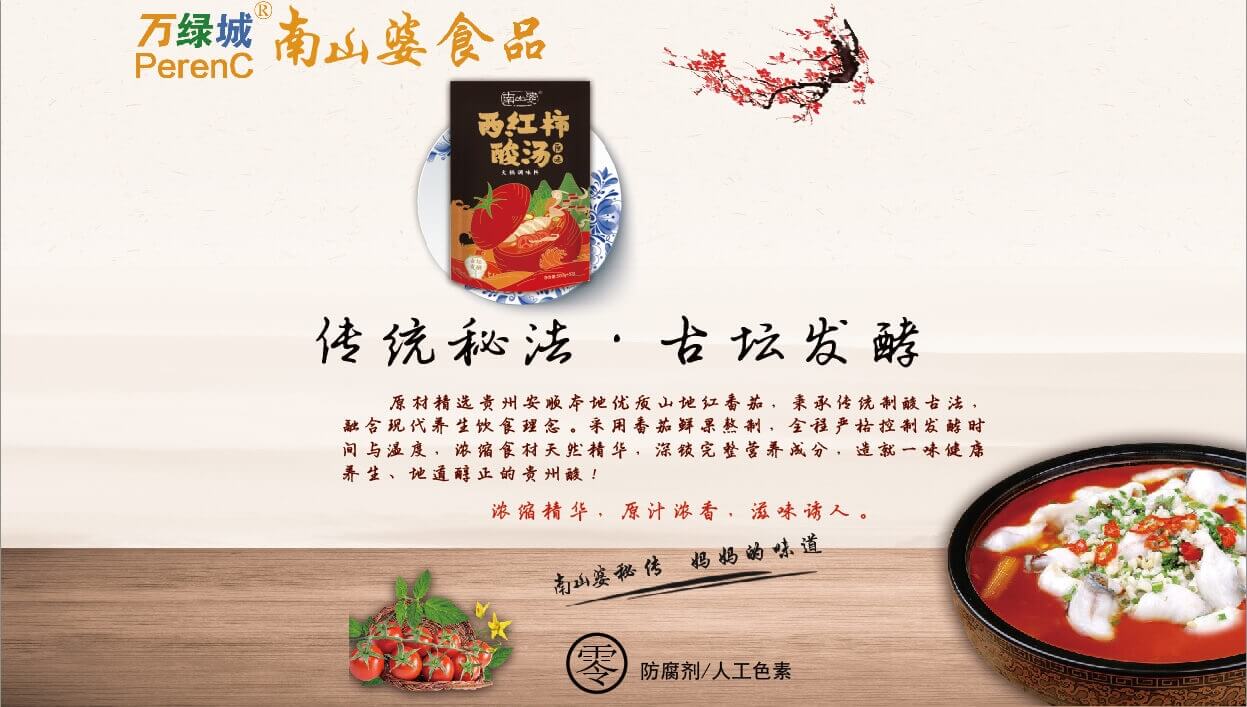 万绿城®
PerenC
南山婆食品
南山婆®
西红柿
酸汤
火锅调味料
传统秘法·古坛发酵
原材精选贵州安顺本地优质山地红番茄，秉承传统制酸古法，
融合现代养生饮食理念。采用番茄鲜果熬制，全程严格控制发酵时
间与温度，浓缩食材天然精华，深锁完整营养成分，造就一味健康
养生、地道醇正的贵州酸！
浓缩精华，原汁浓香，滋味诱人。
南山婆秘传 妈妈的味道
零
防腐剂/人工色素